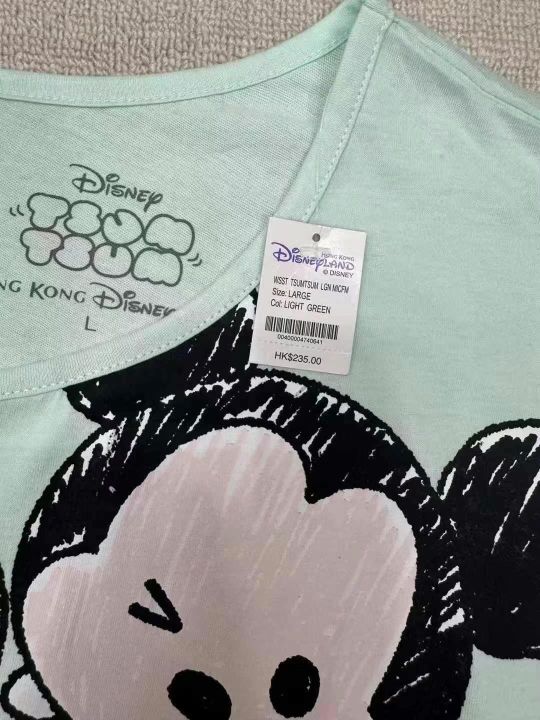 Disney
TSUM
TSUM
NG KONG Disney
L
HONG KONG
Disneyland
© DISNEY
WSST TSUMTSUM LGN MICFM
Size: LARGE
Col: LIGHT GREEN
00400004740641
HK$235.00